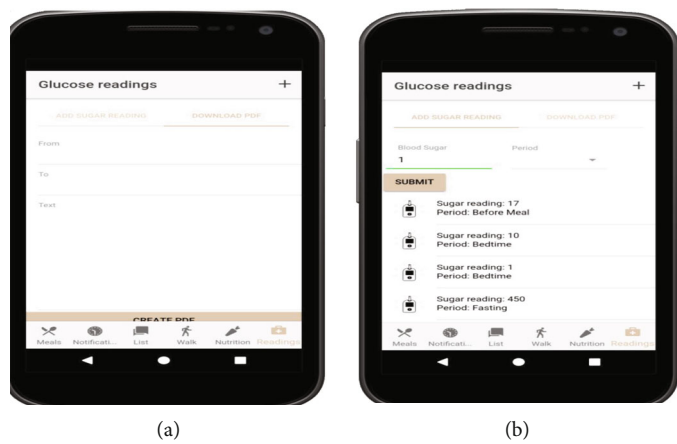 Glucose readings +
ADD SUGAR READING DOWNLOAD PDF
From
To
Text
CREATE PDF
Meals Notificati... List Walk Nutrition Readings
(a)
Glucose readings +
ADD SUGAR READING DOWNLOAD PDF
Blood Sugar Period
1
SUBMIT
Sugar reading: 17
Period: Before Meal
Sugar reading: 10
Period: Bedtime
Sugar reading: 1
Period: Bedtime
Sugar reading: 450
Period: Fasting
Meals Notificati... List Walk Nutrition Readings
(b)